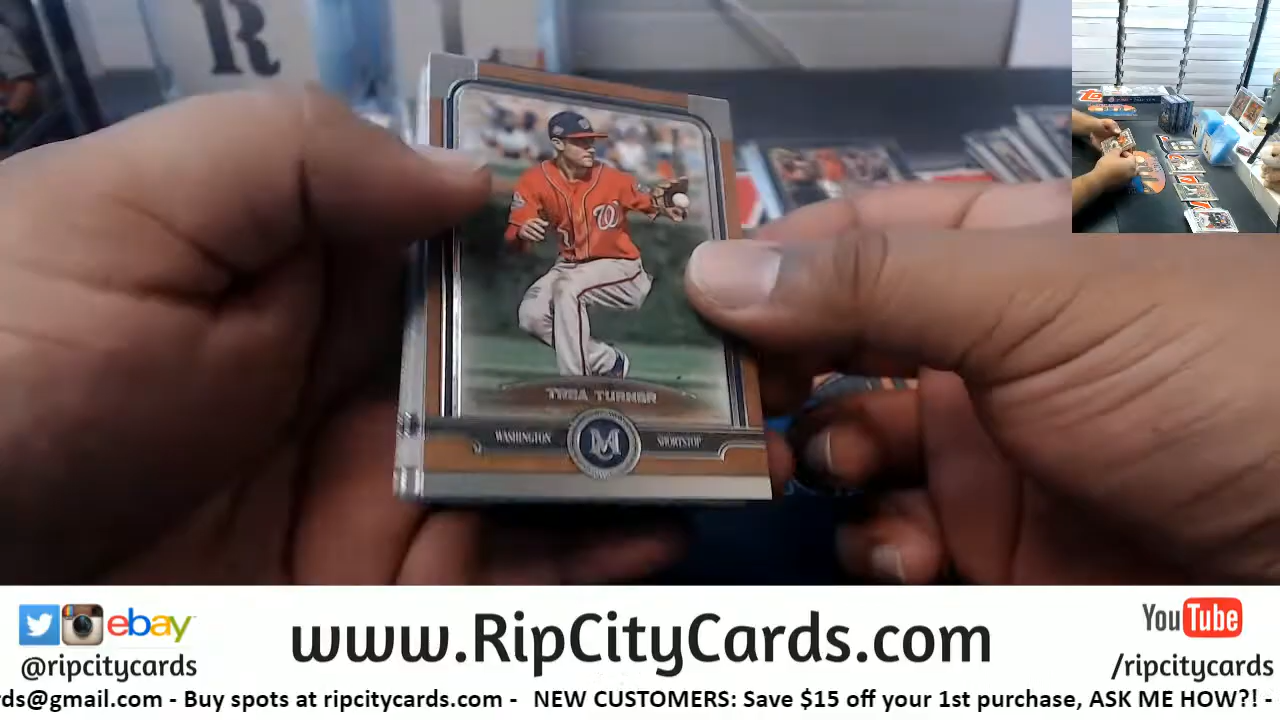 R
W
TREA TURNER
WASHINGTON
M
SHORTSTOP
ebay
www.RipCityCards.com
YouTube
@ripcitycards
/ripcitycards
rds@gmail.com - Buy spots at ripcitycards.com - NEW CUSTOMERS: Save $15 off your 1st purchase, ASK ME HOW?! -